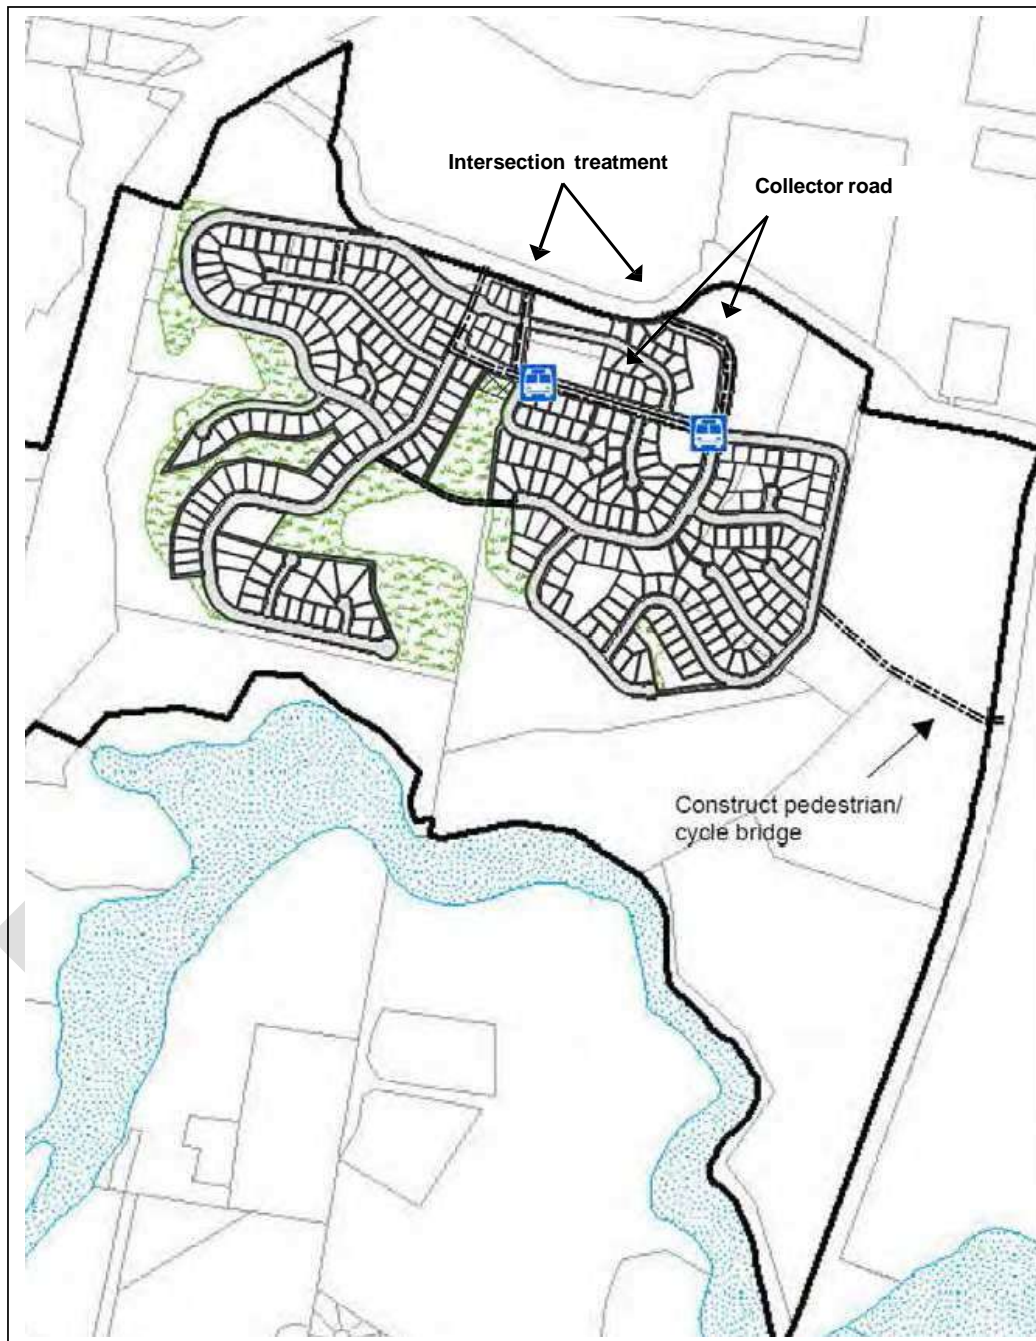 Intersection treatment
Collector road
Construct pedestrian/
cycle bridge